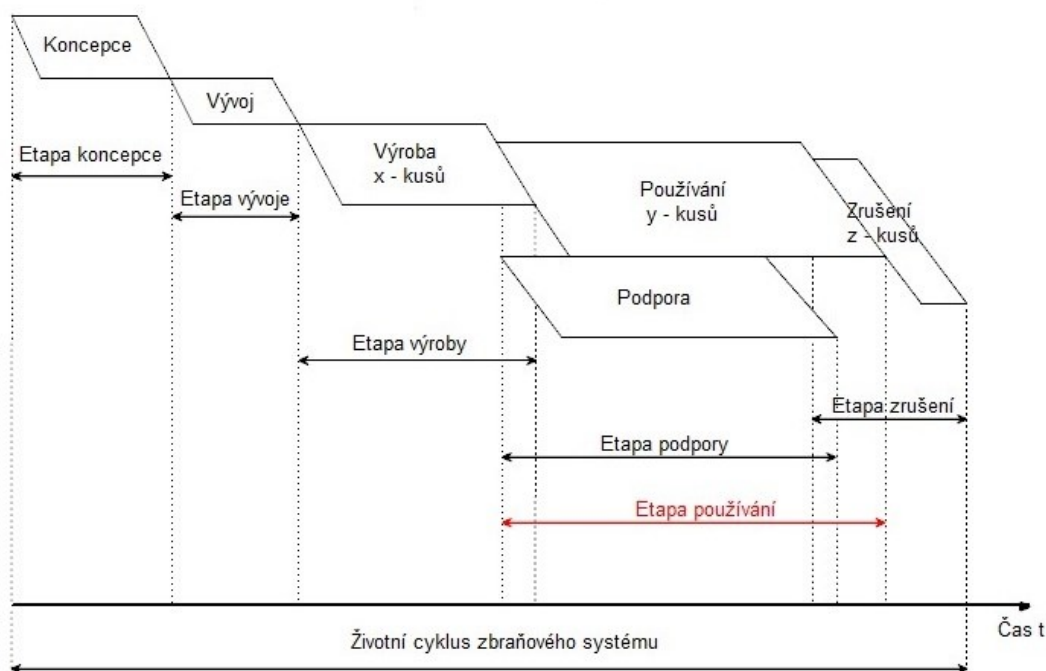 Koncepce
Vývoj
Etapa koncepce
Výroba
x - kusů
Etapa vývoje
Používání
y - kusů
Zrušení
z - kusů
Podpora
Etapa výroby
Etapa zrušení
Etapa podpory
Etapa používání
Čas t
Životní cyklus zbraňového systému